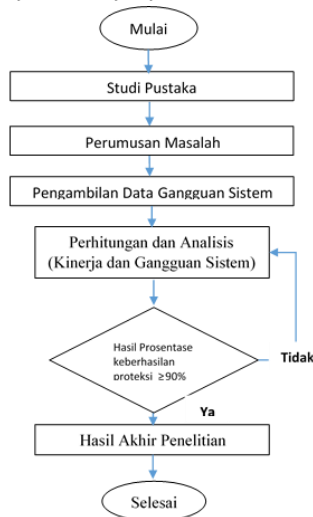 Mulai
Studi Pustaka
Perumusan Masalah
Pengambilan Data Gangguan Sistem
Perhitungan dan Analisis
(Kinerja dan Gangguan Sistem)
Hasil Prosentase
keberhasilan
proteksi ≥90%
Tidak
Ya
Hasil Akhir Penelitian
Selesai